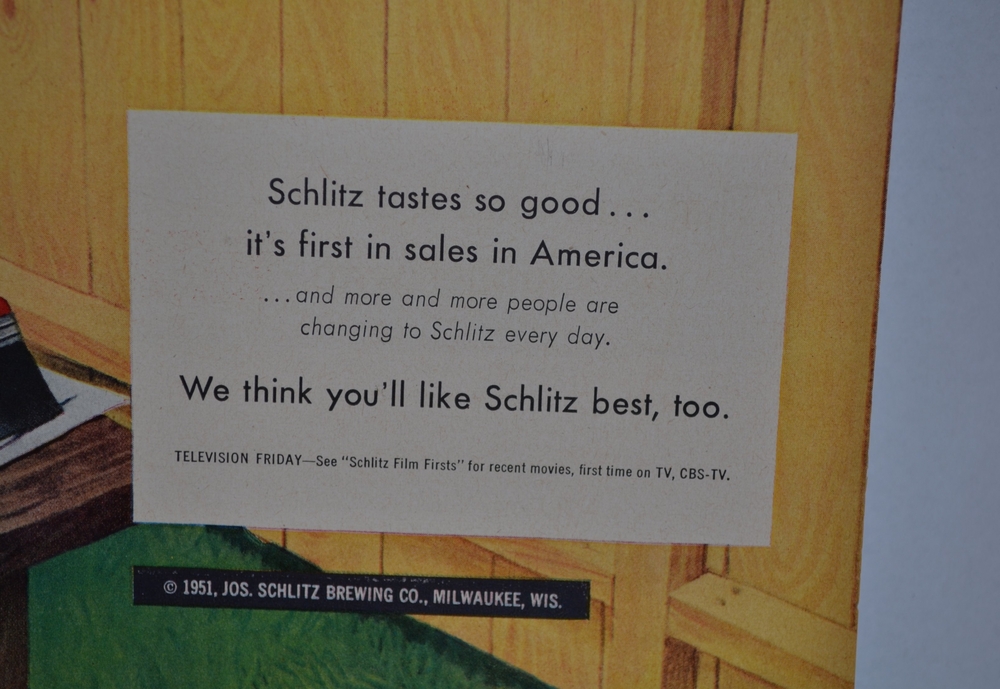 Schlitz tastes so good...
it's first in sales in America.
...and more and more people are
changing to Schlitz every day.
We think you'll like Schlitz best, too.
TELEVISION FRIDAY—See "Schlitz Film Firsts" for recent movies, first time on TV, CBS-TV.
© 1951, JOS. SCHLITZ BREWING CO., MILWAUKEE, WIS.